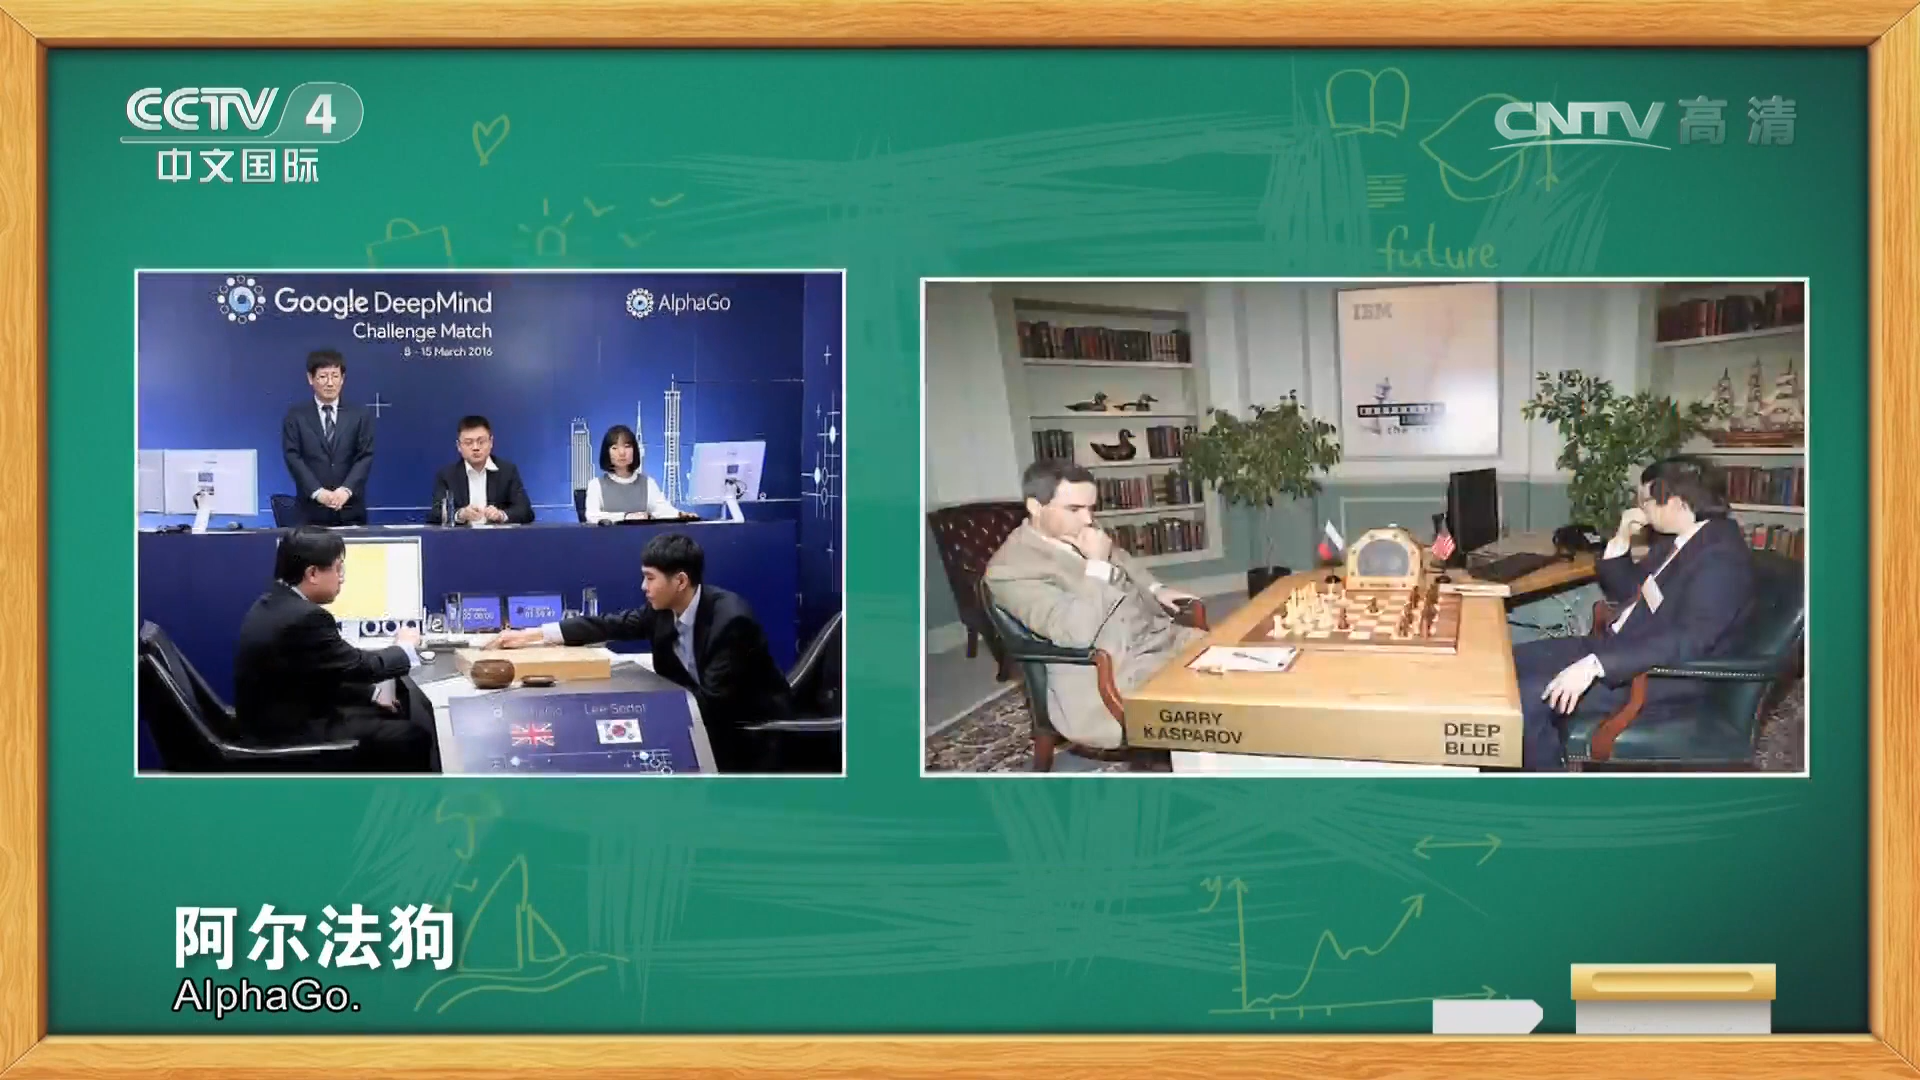 CCTV 4
中文国际
CNTV 高清
future
Google DeepMind
Challenge Match
8 - 15 March 2016
AlphaGo
Lee Sedol
IBM
GARRY
KASPAROV
DEEP
BLUE
y
阿尔法狗
AlphaGo.